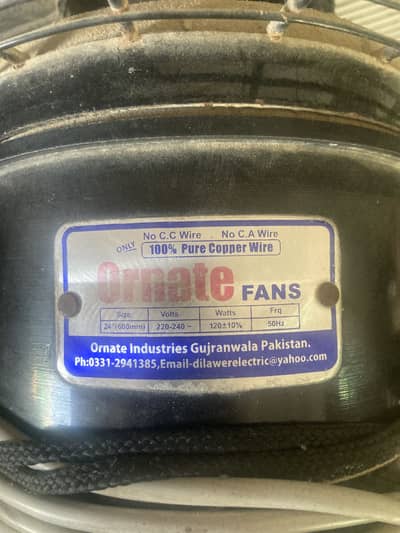 No C.C Wire . No C.A Wire
ONLY 100% Pure Copper Wire
Ornate FANS
Size Volts Watts Frq
24"(600mm) 220-240 ~ 120±10% 50Hz
Ornate Industries Gujranwala Pakistan.
Ph:0331-2941385,Email-dilawerelectric@yahoo.com